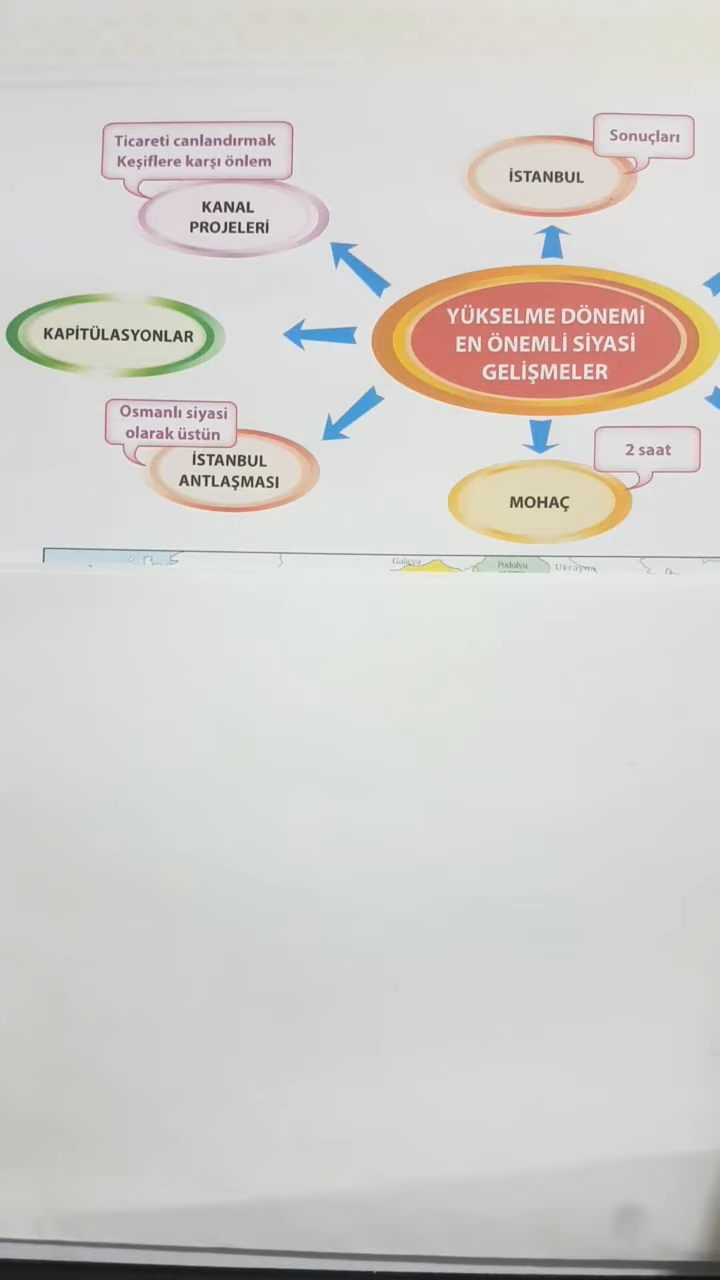 Ticareti canlandırmak
Keşiflere karşı önlem
KANAL
PROJELERİ
Sonuçları
İSTANBUL
KAPİTÜLASYONLAR
YÜKSELME DÖNEMİ
EN ÖNEMLİ SİYASİ
GELİŞMELER
Osmanlı siyasi
olarak üstün
İSTANBUL
ANTLAŞMASI
2 saat
MOHAÇ
Galiçya
Podolya
Ukrayna